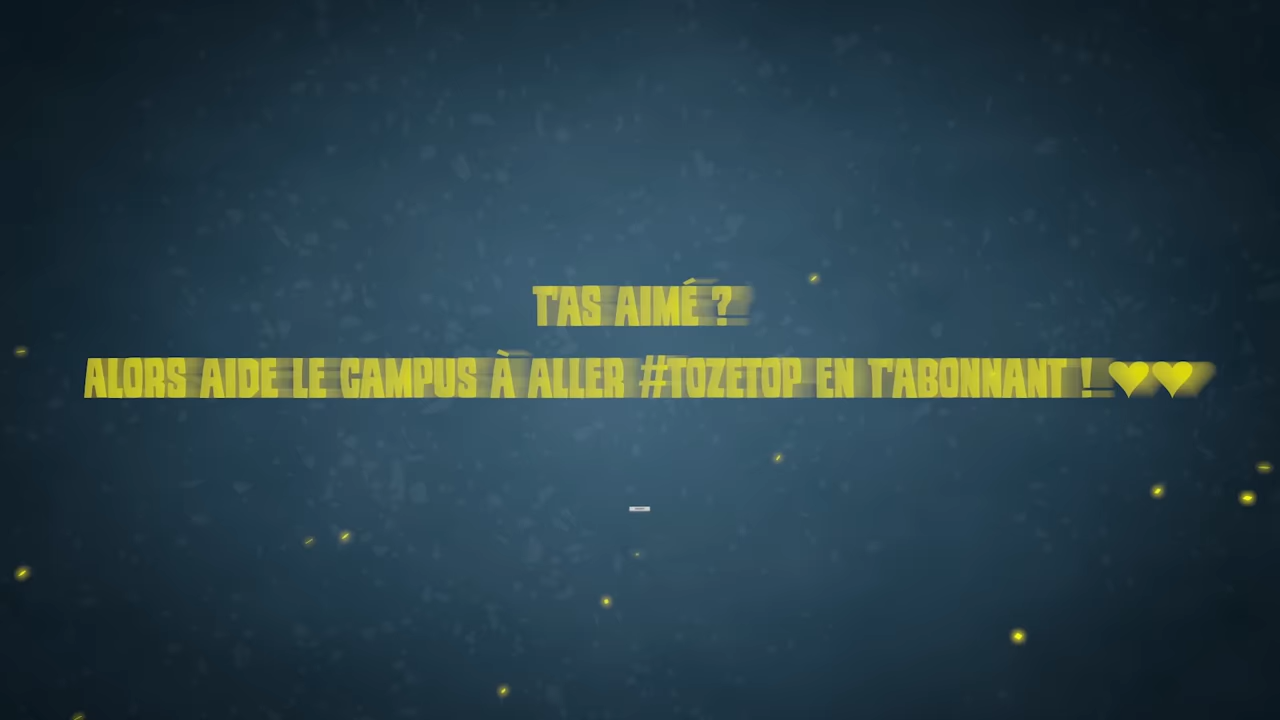 T'AS AIMÉ ?
ALORS AIDE LE CAMPUS À ALLER #TOZETOP EN T'ABONNANT ! ♥♥